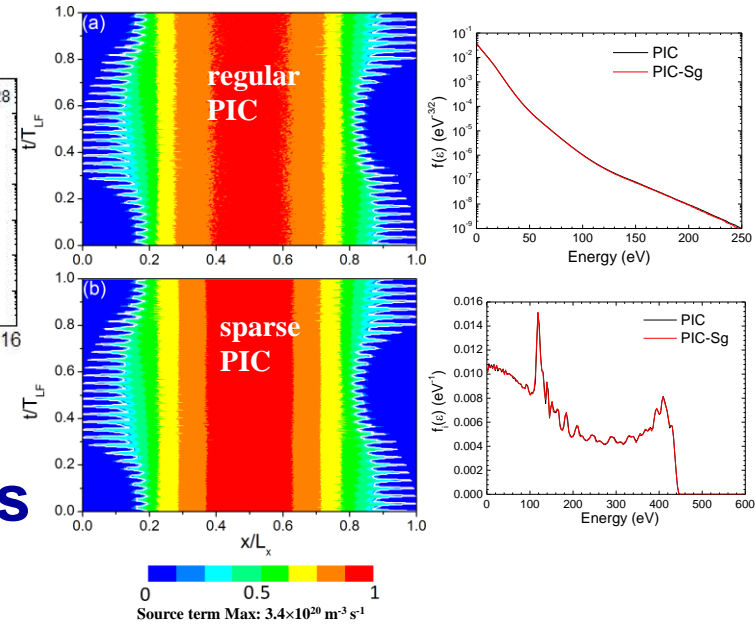 28
16
s
(a)
regular
PIC
t/T_LF
1.0
0.8
0.6
0.4
0.2
0.0
0.0 0.2 0.4 0.6 0.8 1.0
(b)
sparse
PIC
t/T_LF
1.0
0.8
0.6
0.4
0.2
0.0
0.0 0.2 0.4 0.6 0.8 1.0
x/L_x
0 0.5 1
Source term Max: 3.4×10²⁰ m⁻³ s⁻¹
PIC
PIC-Sg
f(ε) (eV⁻³ᐟ²)
10⁻¹
10⁻²
10⁻³
10⁻⁴
10⁻⁵
10⁻⁶
10⁻⁷
10⁻⁸
10⁻⁹
0 50 100 150 200 250
Energy (eV)
PIC
PIC-Sg
f_i(ε) (eV⁻¹)
0.016
0.014
0.012
0.010
0.008
0.006
0.004
0.002
0.000
0 100 200 300 400 500 600
Energy (eV)